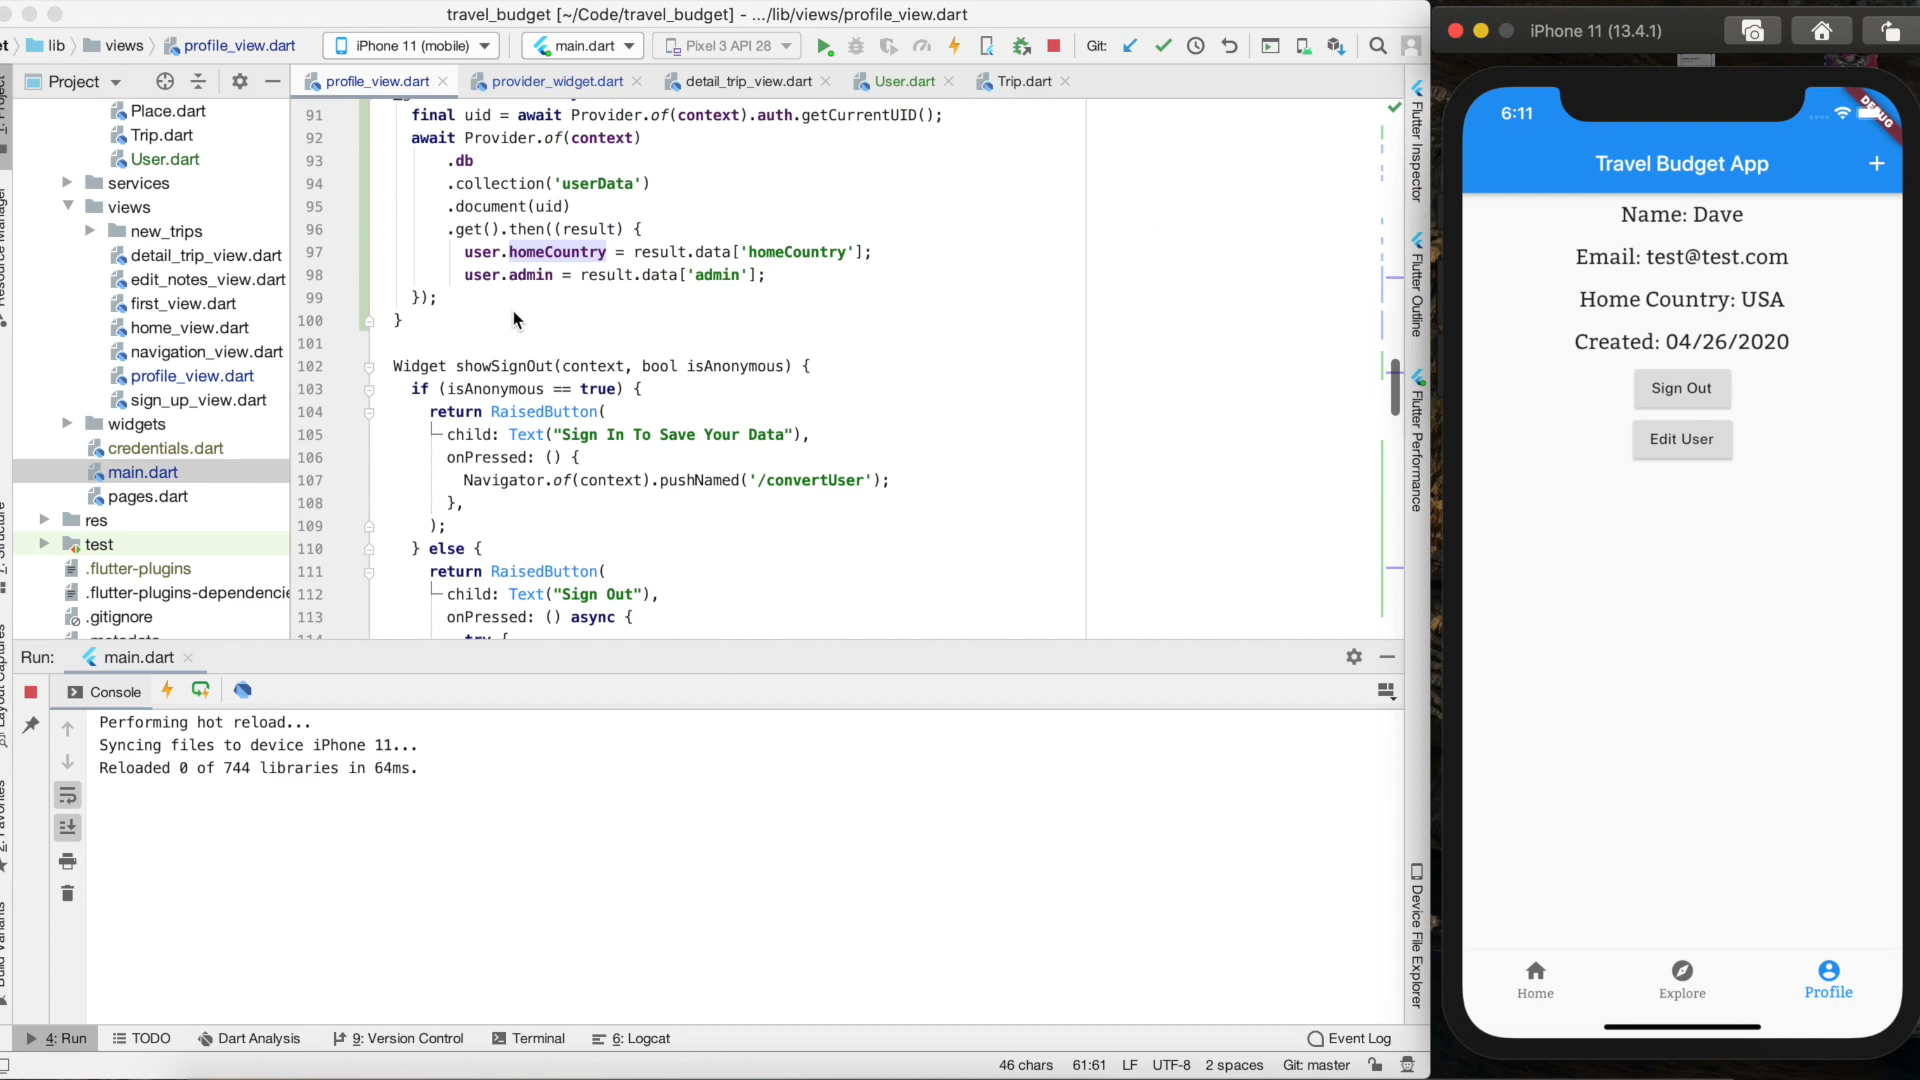 travel_budget [~/Code/travel_budget] - .../lib/views/profile_view.dart
lib
views
profile_view.dart
iPhone 11 (mobile)
main.dart
Pixel 3 API 28
Git:
Project
profile_view.dart
provider_widget.dart
detail_trip_view.dart
User.dart
Trip.dart
Place.dart
Trip.dart
User.dart
services
views
new_trips
detail_trip_view.dart
edit_notes_view.dart
first_view.dart
home_view.dart
navigation_view.dart
profile_view.dart
sign_up_view.dart
widgets
credentials.dart
main.dart
pages.dart
res
test
.flutter-plugins
.flutter-plugins-dependencie
.gitignore
91 final uid = await Provider.of(context).auth.getCurrentUID();
92 await Provider.of(context)
93 .db
94 .collection('userData')
95 .document(uid)
96 .get().then((result) {
97 user.homeCountry = result.data['homeCountry'];
98 user.admin = result.data['admin'];
99 });
100 }
101
102 Widget showSignOut(context, bool isAnonymous) {
103 if (isAnonymous == true) {
104 return RaisedButton(
105 child: Text("Sign In To Save Your Data"),
106 onPressed: () {
107 Navigator.of(context).pushNamed('/convertUser');
108 },
109 );
110 } else {
111 return RaisedButton(
112 child: Text("Sign Out"),
113 onPressed: () async {
114 try {
Flutter Inspector
Flutter Outline
Flutter Performance
Device File Explorer
Run:
main.dart
Console
Performing hot reload...
Syncing files to device iPhone 11...
Reloaded 0 of 744 libraries in 64ms.
4: Run
TODO
Dart Analysis
9: Version Control
Terminal
6: Logcat
Event Log
46 chars
61:61
LF
UTF-8
2 spaces
Git: master
iPhone 11 (13.4.1)
6:11
DEBUG
Travel Budget App
Name: Dave
Email: test@test.com
Home Country: USA
Created: 04/26/2020
Sign Out
Edit User
Home
Explore
Profile